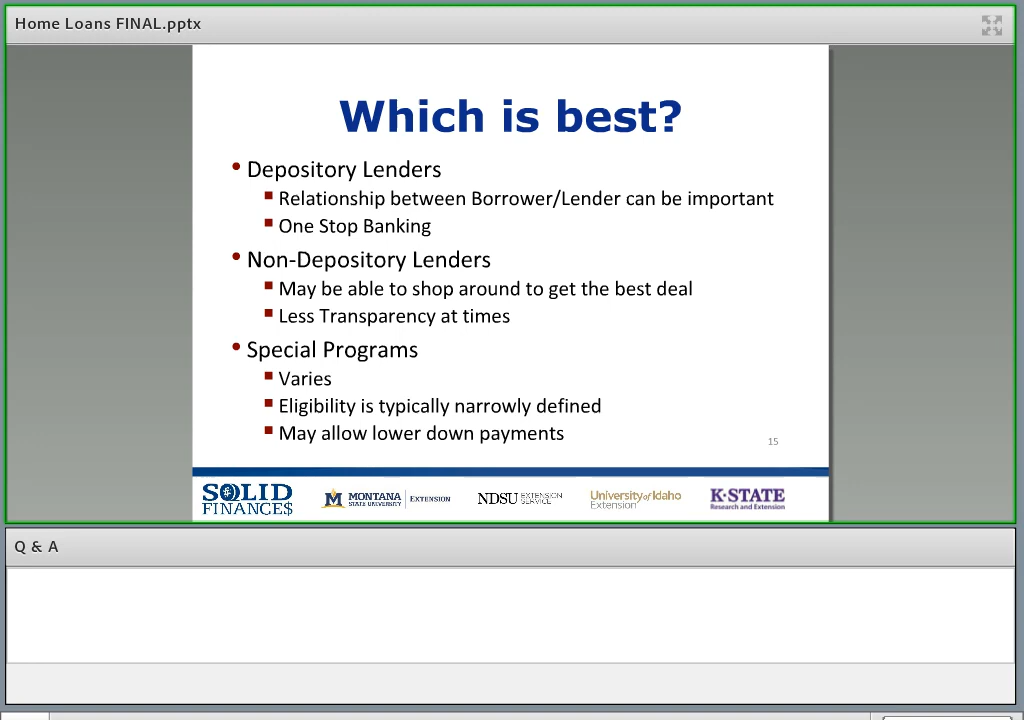 Home Loans FINAL.pptx
Which is best?
• Depository Lenders
▪ Relationship between Borrower/Lender can be important
▪ One Stop Banking
• Non-Depository Lenders
▪ May be able to shop around to get the best deal
▪ Less Transparency at times
• Special Programs
▪ Varies
▪ Eligibility is typically narrowly defined
▪ May allow lower down payments
15
SOLID
FINANCE$
M MONTANA
STATE UNIVERSITY
EXTENSION
NDSU EXTENSION
SERVICE
University of Idaho
Extension
K-STATE
Research and Extension
Q & A